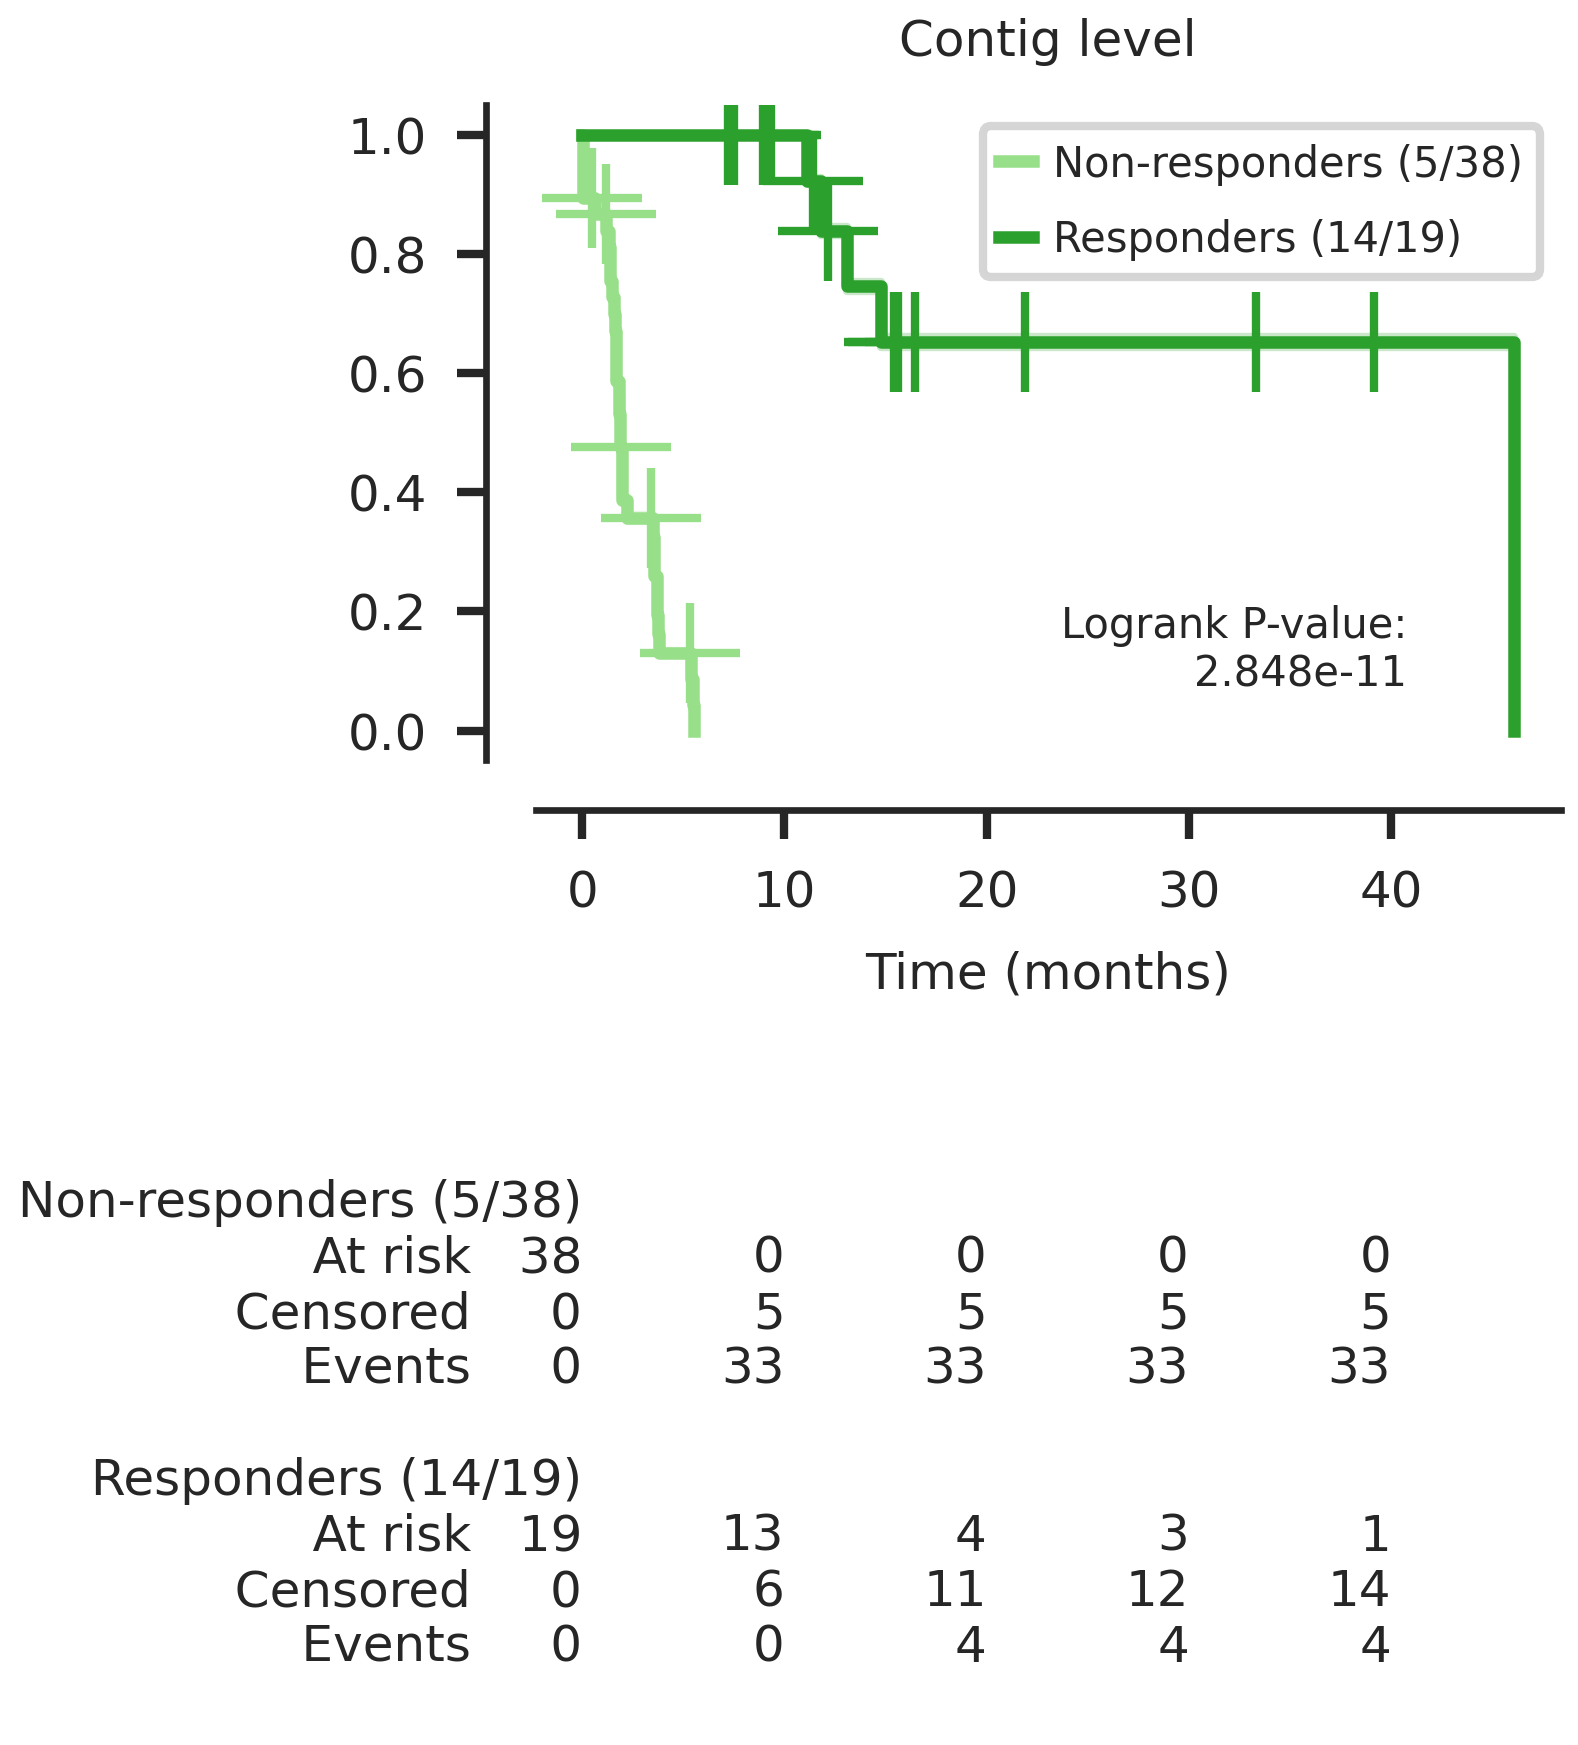 Contig level
1.0
0.8
0.6
0.4
0.2
0.0
Non-responders (5/38)
Responders (14/19)
Logrank P-value:
2.848e-11
0 10 20 30 40
Time (months)
Non-responders (5/38)
At risk 38 0 0 0 0
Censored 0 5 5 5 5
Events 0 33 33 33 33
Responders (14/19)
At risk 19 13 4 3 1
Censored 0 6 11 12 14
Events 0 0 4 4 4